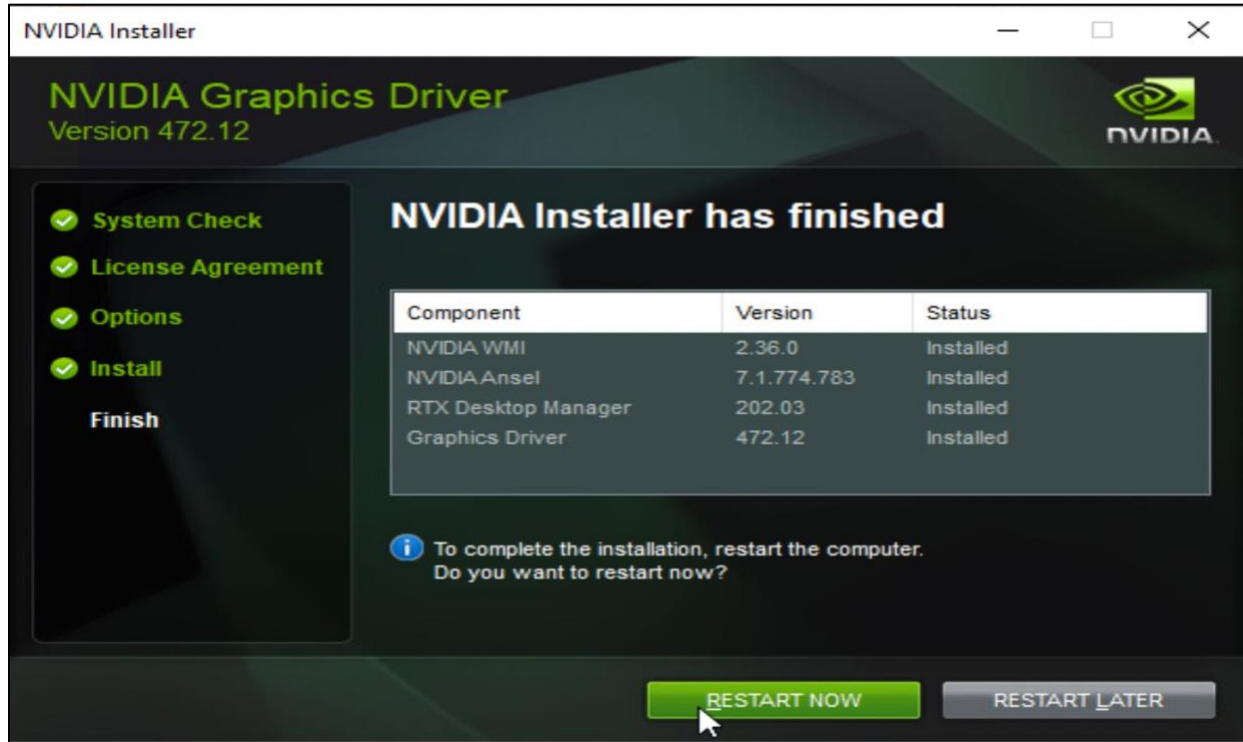 NVIDIA Installer
NVIDIA Graphics Driver
Version 472.12
NVIDIA.
System Check
License Agreement
Options
Install
Finish
NVIDIA Installer has finished
Component Version Status
NVIDIA WMI 2.36.0 Installed
NVIDIA Ansel 7.1.774.783 Installed
RTX Desktop Manager 202.03 Installed
Graphics Driver 472.12 Installed
To complete the installation, restart the computer.
Do you want to restart now?
RESTART NOW RESTART LATER